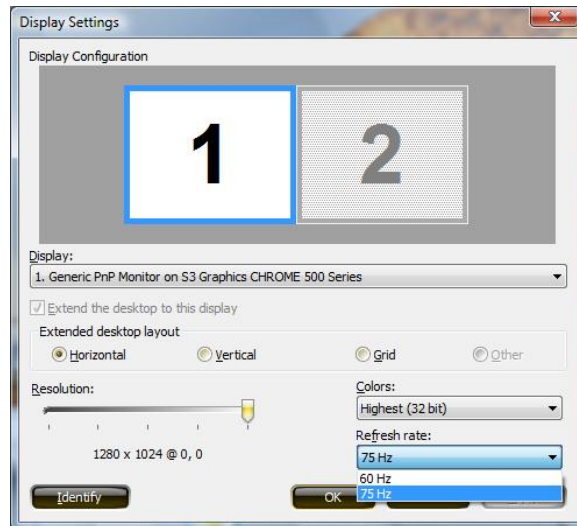 Display Settings
Display Configuration
1
2
Display:
1. Generic PnP Monitor on S3 Graphics CHROME 500 Series
Extend the desktop to this display
Extended desktop layout
Horizontal Vertical Grid Other
Resolution:
Colors:
Highest (32 bit)
Refresh rate:
1280 x 1024 @ 0, 0
75 Hz
60 Hz
75 Hz
Identify
OK